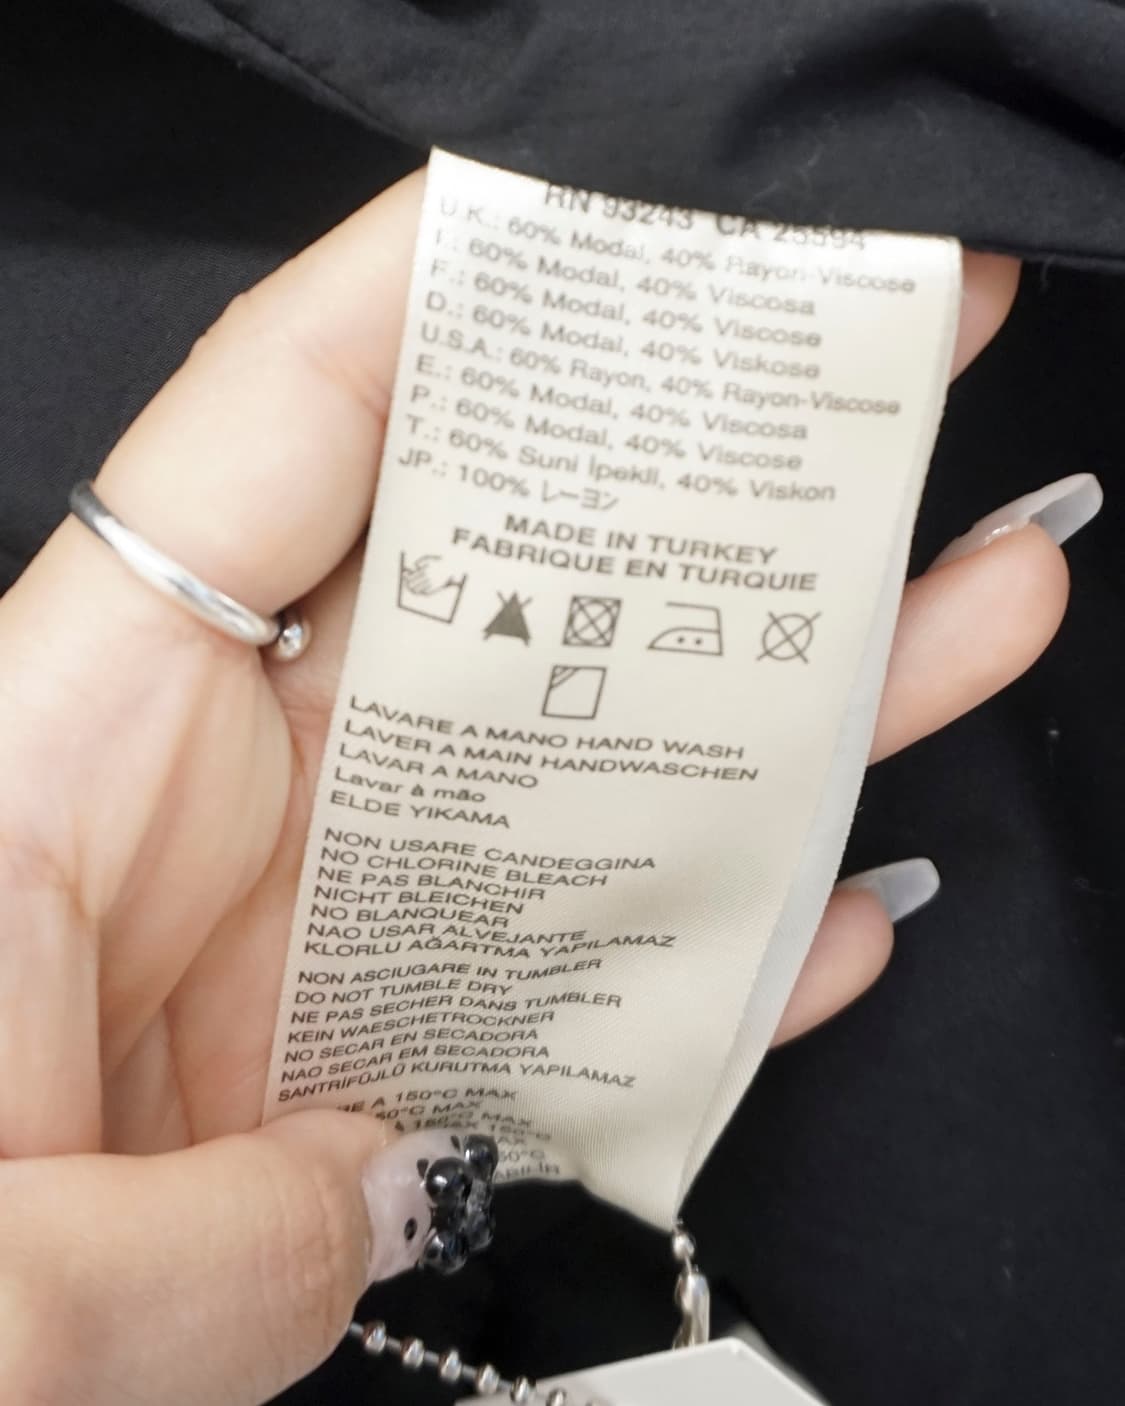 RN 93243 CA 25594
U.K.: 60% Modal, 40% Rayon-Viscose
I.: 60% Modal, 40% Viscosa
F.: 60% Modal, 40% Viscose
D.: 60% Modal, 40% Viskose
U.S.A.: 60% Rayon, 40% Rayon-Viscose
E.: 60% Modal, 40% Viscosa
P.: 60% Modal, 40% Viscose
T.: 60% Suni İpekli, 40% Viskon
JP.: 100% レーヨン
MADE IN TURKEY
FABRIQUE EN TURQUIE
LAVARE A MANO HAND WASH
LAVER A MAIN HANDWASCHEN
LAVAR A MANO
Lavar à mão
ELDE YIKAMA
NON USARE CANDEGGINA
NO CHLORINE BLEACH
NE PAS BLANCHIR
NICHT BLEICHEN
NO BLANQUEAR
NAO USAR ALVEJANTE
KLORLU AĞARTMA YAPILAMAZ
NON ASCIUGARE IN TUMBLER
DO NOT TUMBLE DRY
NE PAS SECHER DANS TUMBLER
KEIN WAESCHETROCKNER
NO SECAR EN SECADORA
NAO SECAR EM SECADORA
SANTRİFÜJLÜ KURUTMA YAPILAMAZ
A 150°C MAX
MAX
MAX